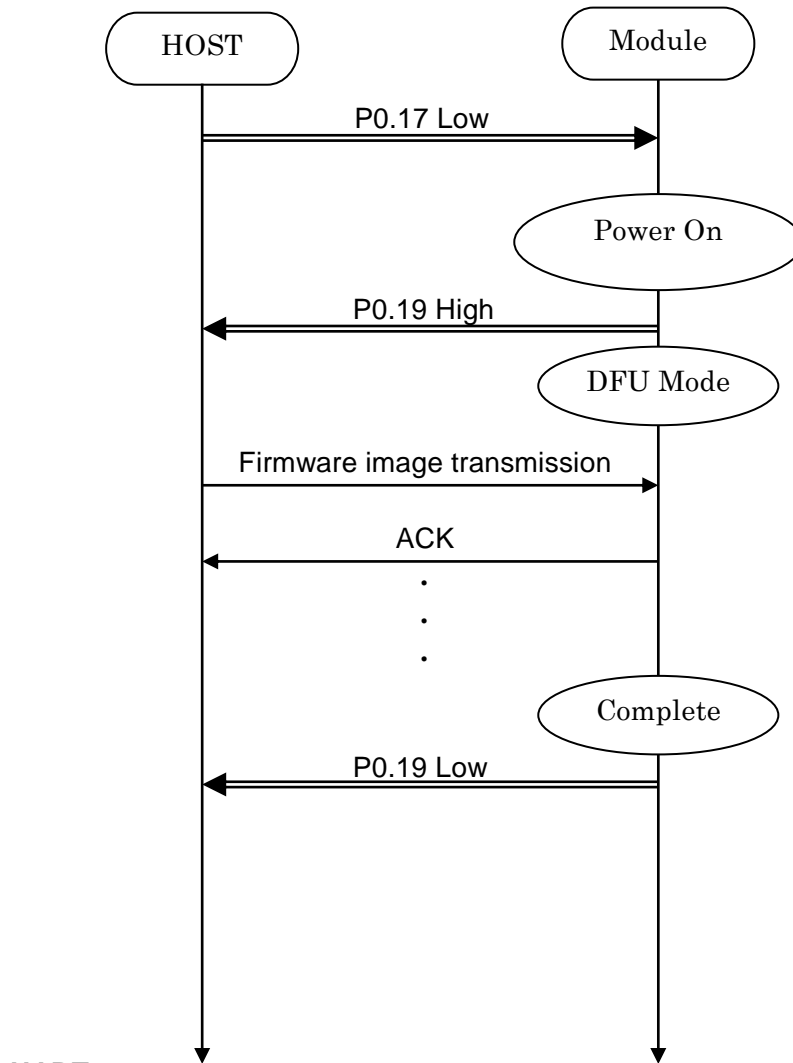 HOST
Module
P0.17 Low
Power On
P0.19 High
DFU Mode
Firmware image transmission
ACK
.
.
.
Complete
P0.19 Low